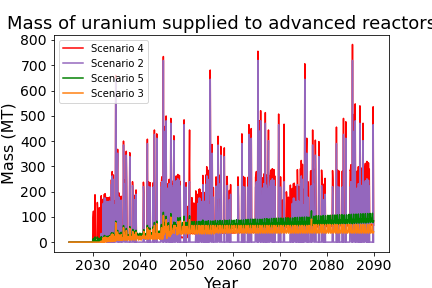 Mass of uranium supplied to advanced reactors
Mass (MT)
800
700
600
500
400
300
200
100
0
Scenario 4
Scenario 2
Scenario 5
Scenario 3
2030 2040 2050 2060 2070 2080 2090
Year